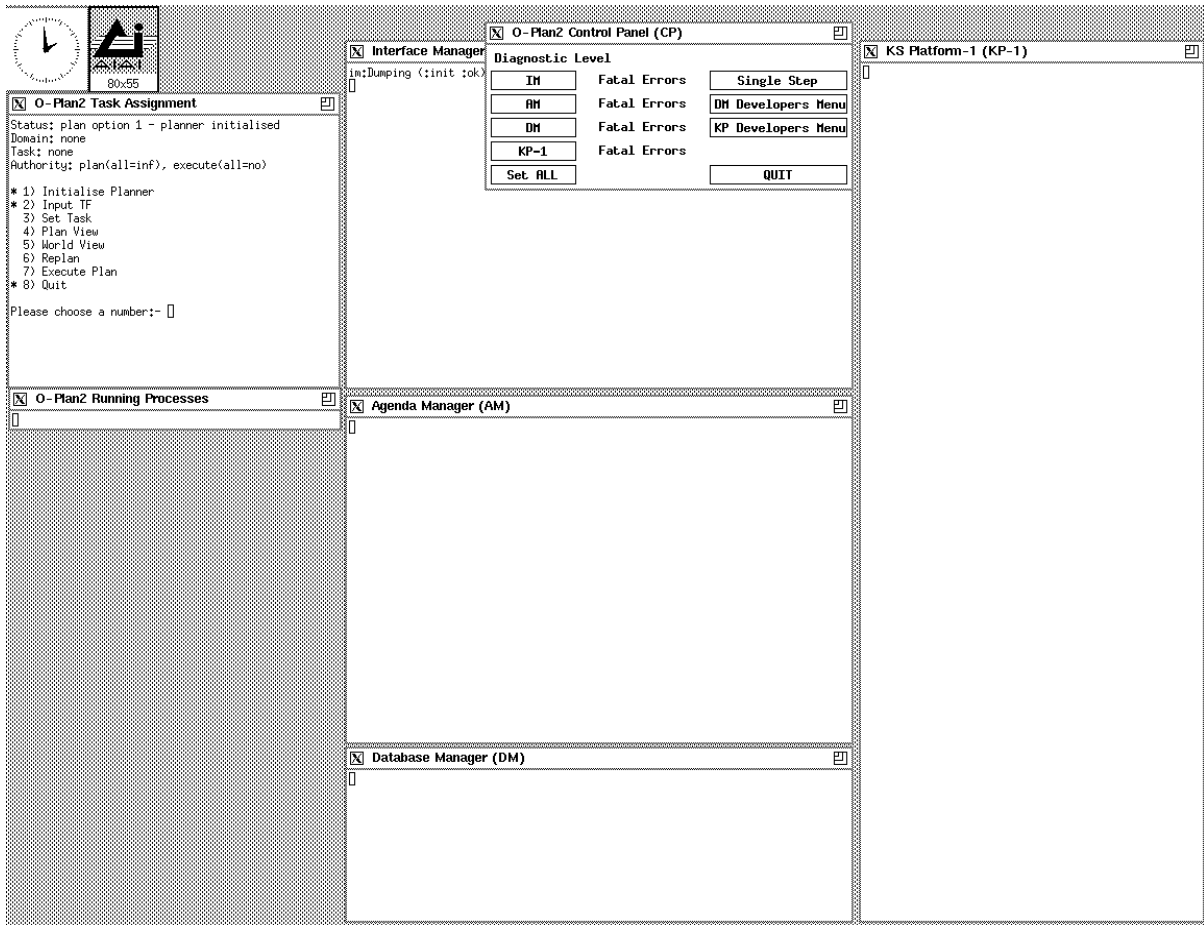 AIAI
80x55
O-Plan2 Task Assignment
Status: plan option 1 - planner initialised
Domain: none
Task: none
Authority: plan(all=inf), execute(all=no)
* 1) Initialise Planner
* 2) Input TF
3) Set Task
4) Plan View
5) World View
6) Replan
7) Execute Plan
* 8) Quit
Please choose a number:-
O-Plan2 Running Processes
Interface Manager
im:Dumping (:init :ok)
O-Plan2 Control Panel (CP)
Diagnostic Level
IM Fatal Errors Single Step
AM Fatal Errors DM Developers Menu
DM Fatal Errors KP Developers Menu
KP-1 Fatal Errors
Set ALL QUIT
Agenda Manager (AM)
Database Manager (DM)
KS Platform-1 (KP-1)